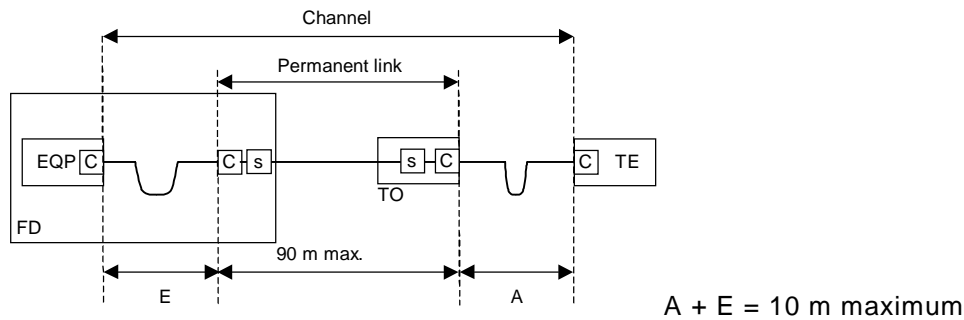 Channel
Permanent link
EQP C C s s C C TE
TO
FD
90 m max.
E A
A + E = 10 m maximum